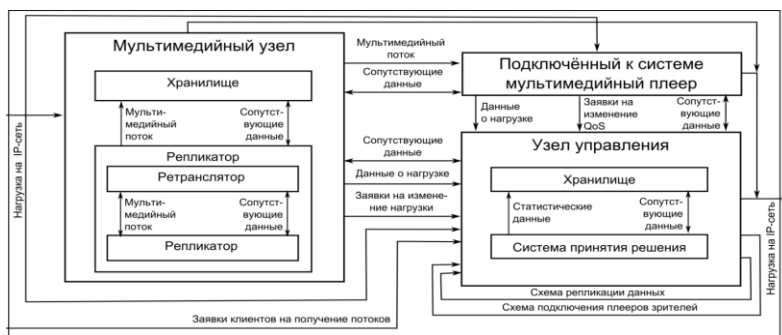 Мультимедийный узел
Хранилище
Мульти-
медийный
поток
Сопутст-
вующие
данные
Репликатор
Ретранслятор
Мульти-
медийный
поток
Сопутст-
вующие
данные
Репликатор
Нагрузка на IP-сеть
Мультимедийный
поток
Сопутствующие
данные
Сопутствующие
данные
Данные о нагрузке
Заявки на измене-
ние нагрузки
Подключённый к системе
мультимедийный плеер
Данные
о нагрузке
Заявки на
изменение
QoS
Сопутст-
вующие
данные
Узел управления
Хранилище
Статистические
данные
Сопутст-
вующие
данные
Система принятия решения
Нагрузка на IP-сеть
Схема репликации данных
Схема подключения плееров зрителей
Заявки клиентов на получение потоков